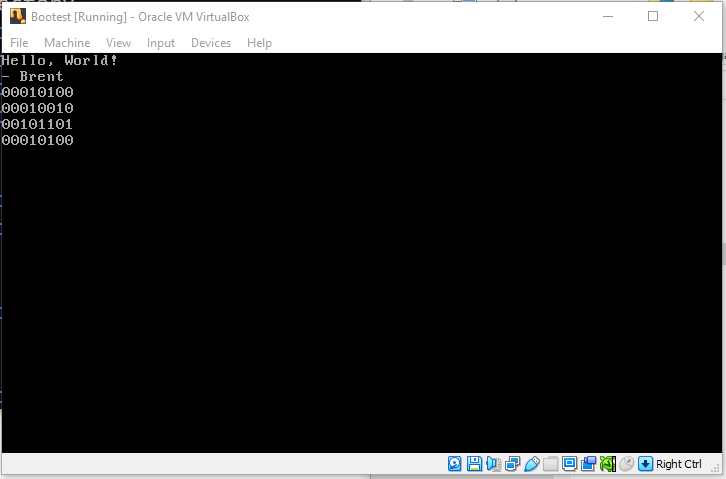 Bootest [Running] - Oracle VM VirtualBox
File Machine View Input Devices Help
Hello, World!
- Brent
00010100
00010010
00101101
00010100
Right Ctrl